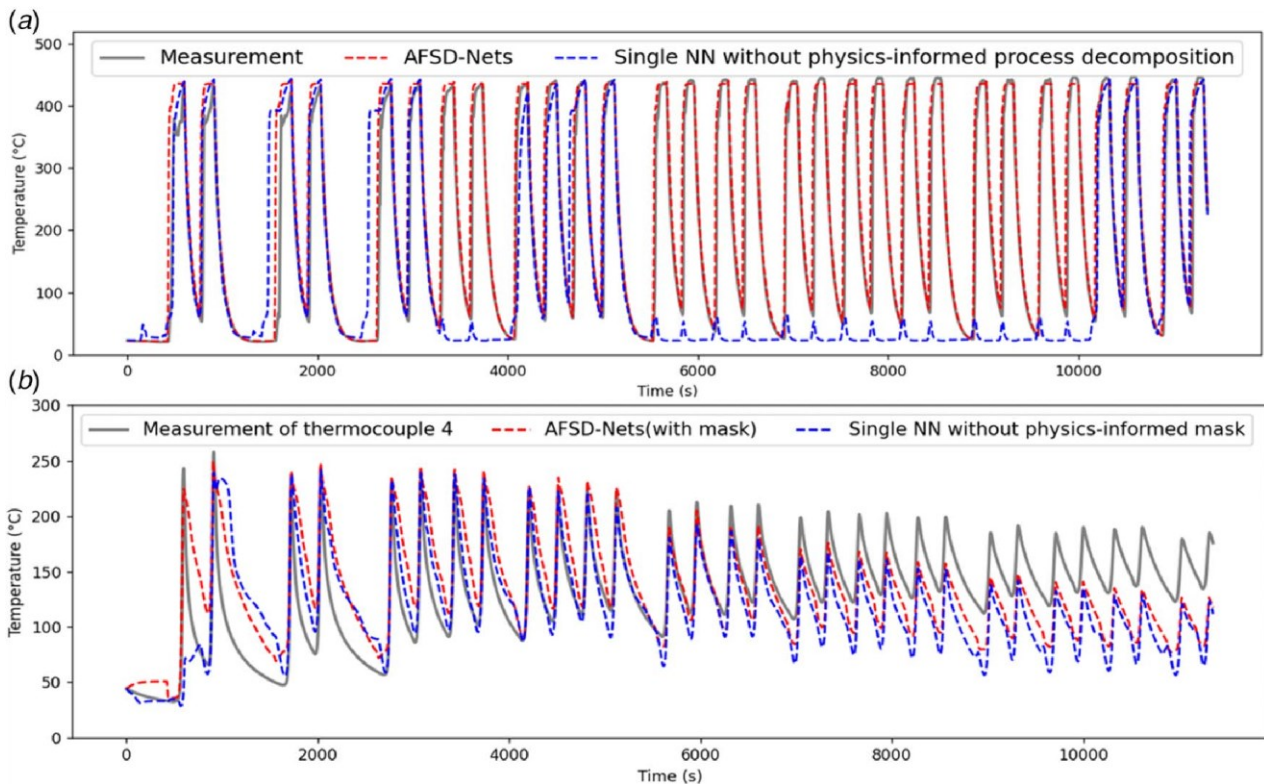 (a)
Measurement AFSD-Nets Single NN without physics-informed process decomposition
500
400
300
200
100
0
Temperature (°C)
0 2000 4000 6000 8000 10000
Time (s)
(b)
Measurement of thermocouple 4 AFSD-Nets(with mask) Single NN without physics-informed mask
300
250
200
150
100
50
0
Temperature (°C)
0 2000 4000 6000 8000 10000
Time (s)